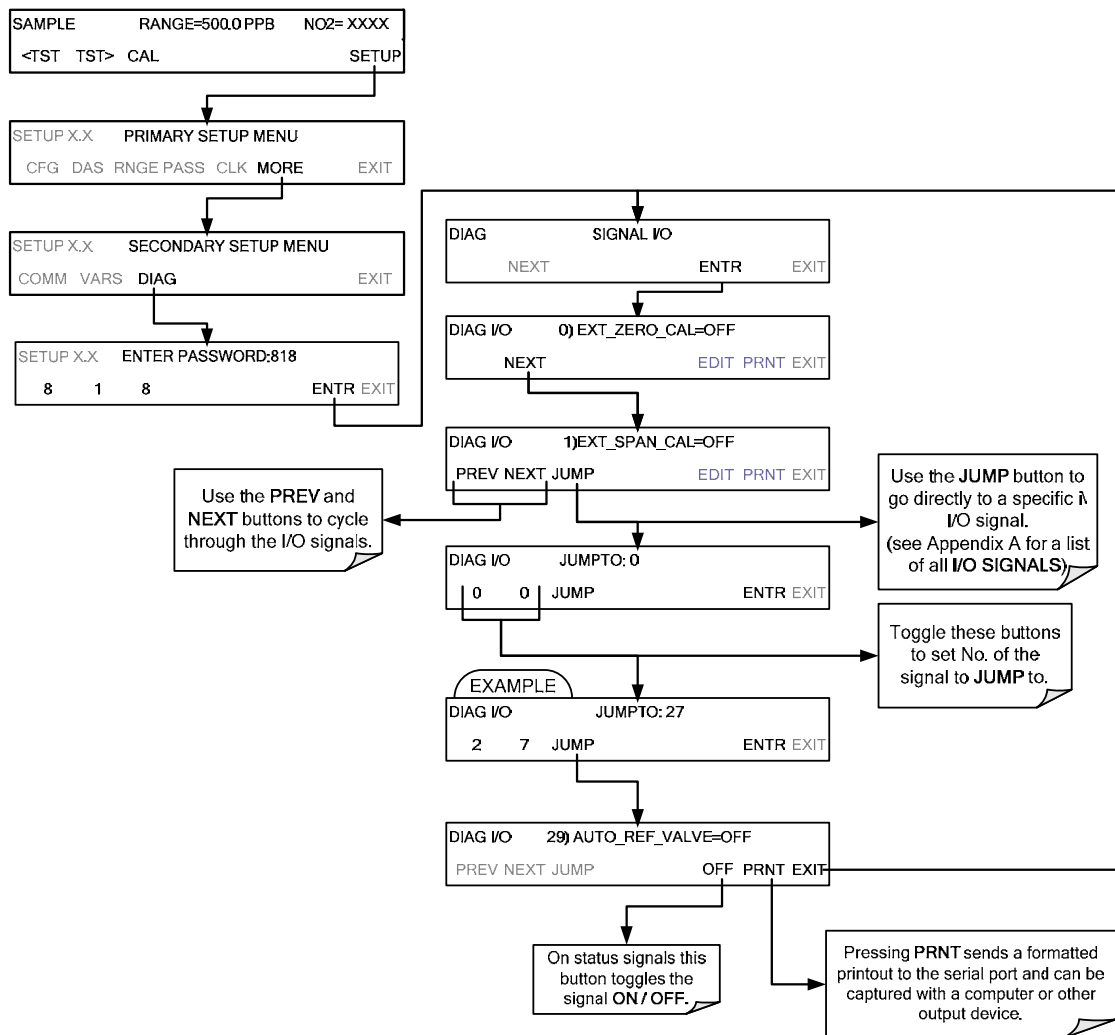 SAMPLE RANGE=500.0 PPB NO2= XXXX
<TST TST> CAL SETUP
SETUP X.X PRIMARY SETUP MENU
CFG DAS RNGE PASS CLK MORE EXIT
SETUP X.X SECONDARY SETUP MENU
COMM VARS DIAG EXIT
SETUP X.X ENTER PASSWORD:818
8 1 8 ENTR EXIT
DIAG SIGNAL I/O
NEXT ENTR EXIT
DIAG I/O 0) EXT_ZERO_CAL=OFF
NEXT EDIT PRNT EXIT
DIAG I/O 1)EXT_SPAN_CAL=OFF
PREV NEXT JUMP EDIT PRNT EXIT
Use the PREV and
NEXT buttons to cycle
through the I/O signals.
Use the JUMP button to
go directly to a specific
I/O signal.
(see Appendix A for a list
of all I/O SIGNALS)
DIAG I/O JUMPTO: 0
0 0 JUMP ENTR EXIT
Toggle these buttons
to set No. of the
signal to JUMP to.
EXAMPLE
DIAG I/O JUMPTO: 27
2 7 JUMP ENTR EXIT
DIAG I/O 29) AUTO_REF_VALVE=OFF
PREV NEXT JUMP OFF PRNT EXIT
On status signals this
button toggles the
signal ON / OFF.
Pressing PRNT sends a formatted
printout to the serial port and can be
captured with a computer or other
output device.